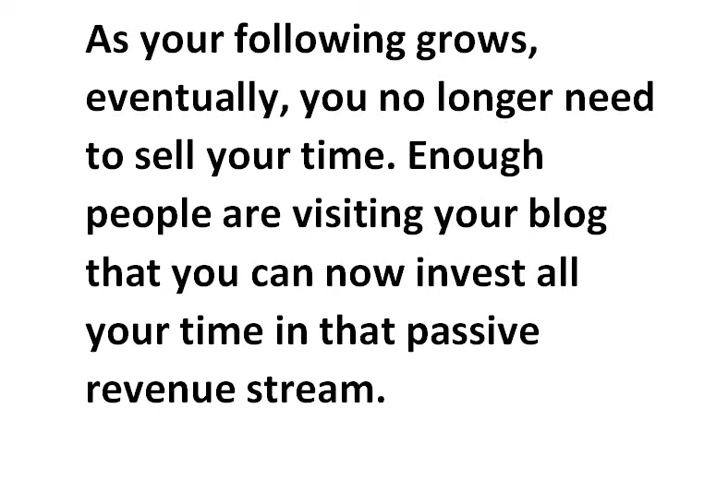 As your following grows,
eventually, you no longer need
to sell your time. Enough
people are visiting your blog
that you can now invest all
your time in that passive
revenue stream.